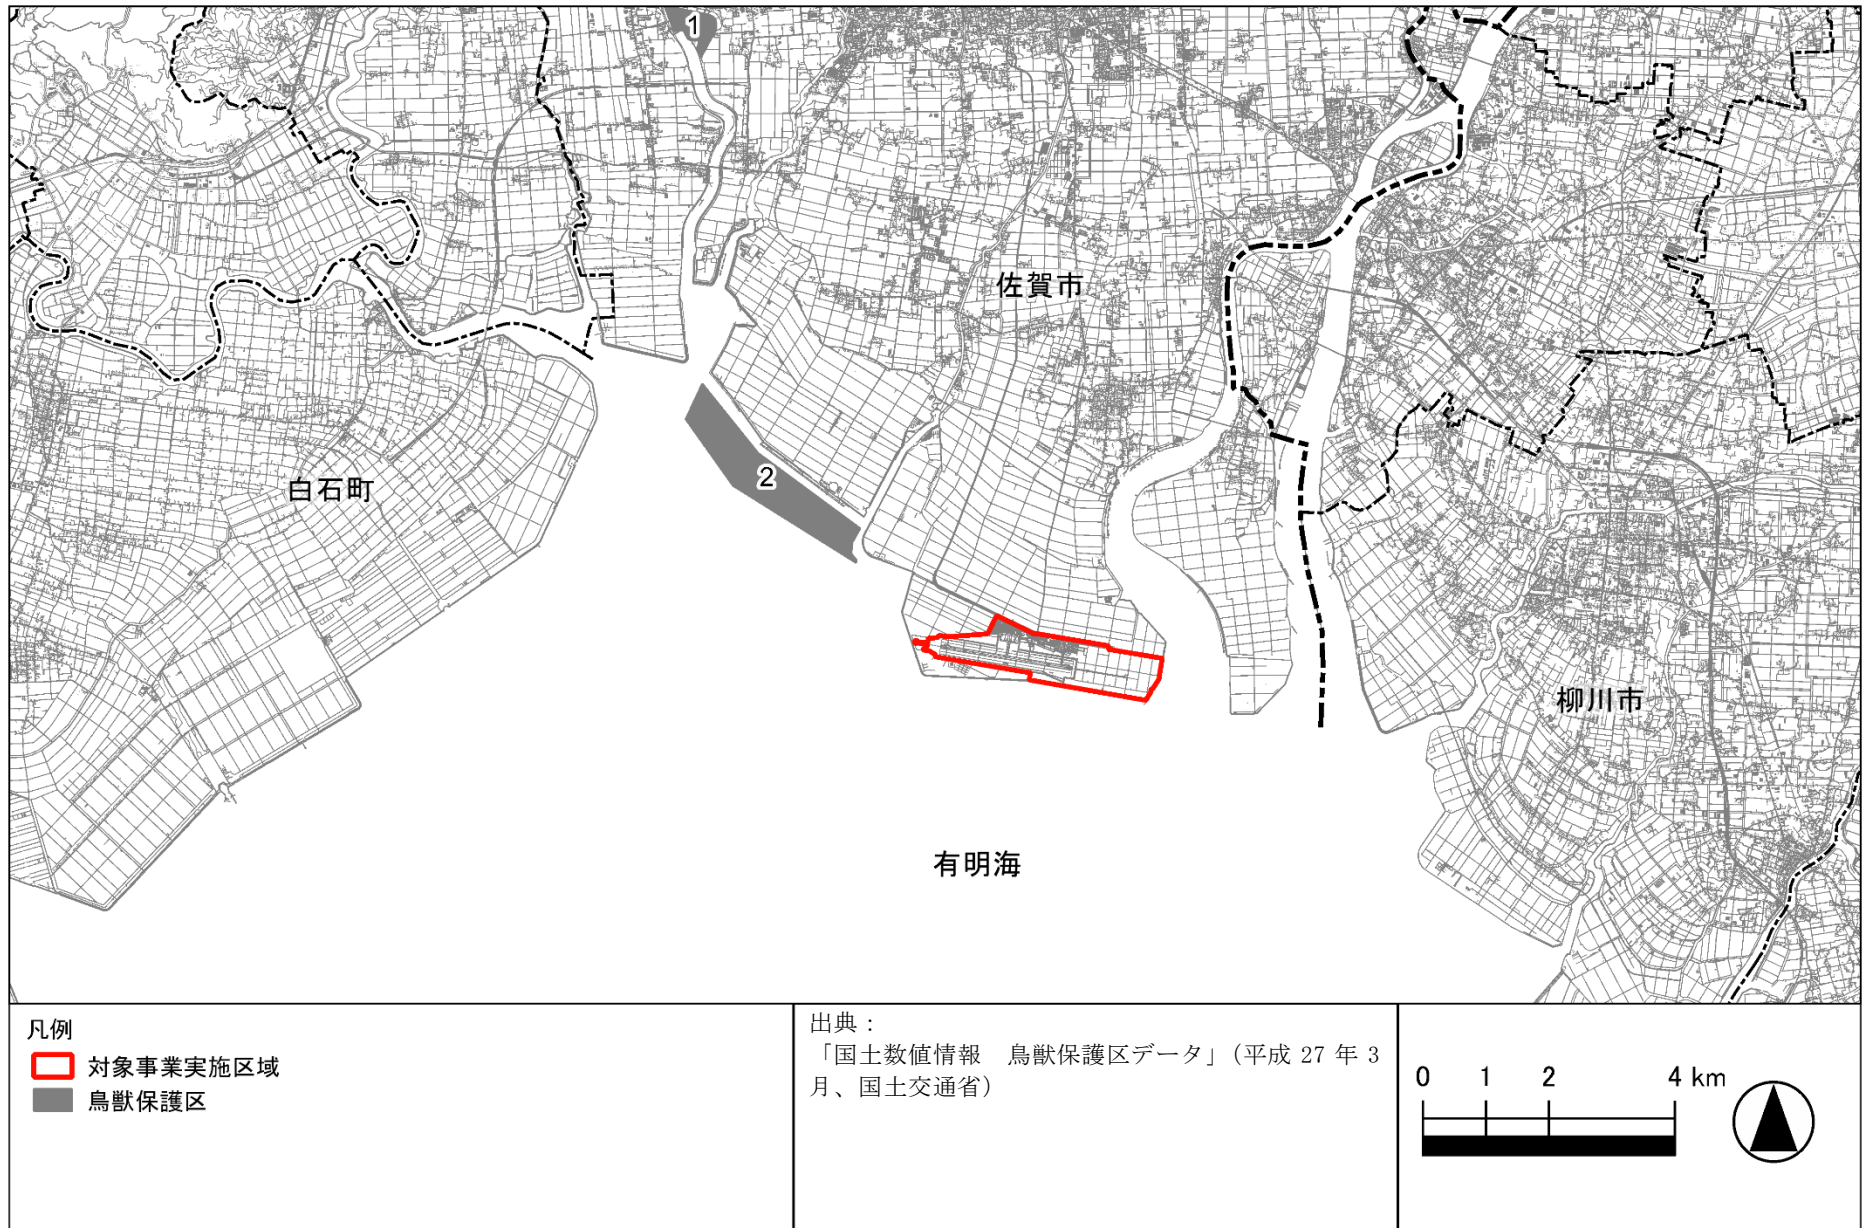 1
佐賀市
2
白石町
柳川市
有明海
凡例
対象事業実施区域
鳥獣保護区
出典：
「国土数値情報　鳥獣保護区データ」（平成 27 年 3
月、国土交通省）
0 1 2 4 km